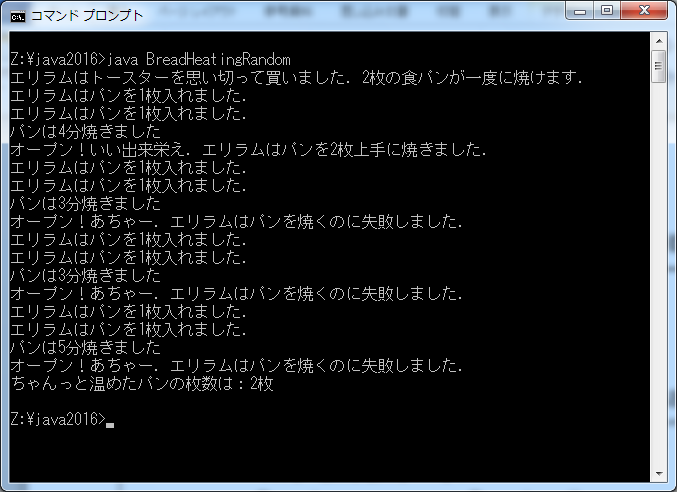 コマンド プロンプト
Z:¥java2016>java BreadHeatingRandom
エリラムはトースターを思い切って買いました．2枚の食パンが一度に焼けます．
エリラムはパンを1枚入れました．
エリラムはパンを1枚入れました．
パンは4分焼きました
オープン！いい出来栄え．エリラムはパンを2枚上手に焼きました．
エリラムはパンを1枚入れました．
エリラムはパンを1枚入れました．
パンは3分焼きました
オープン！あちゃー．エリラムはパンを焼くのに失敗しました．
エリラムはパンを1枚入れました．
エリラムはパンを1枚入れました．
パンは3分焼きました
オープン！あちゃー．エリラムはパンを焼くのに失敗しました．
エリラムはパンを1枚入れました．
エリラムはパンを1枚入れました．
パンは5分焼きました
オープン！あちゃー．エリラムはパンを焼くのに失敗しました．
ちゃんっと温めたパンの枚数は：2枚
Z:¥java2016>